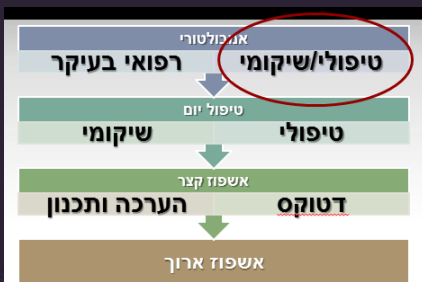 אמבולטורי
טיפולי/שיקומי רפואי בעיקר
טיפול יום
טיפולי שיקומי
אשפוז קצר
דטוקס הערכה ותכנון
אשפוז ארוך